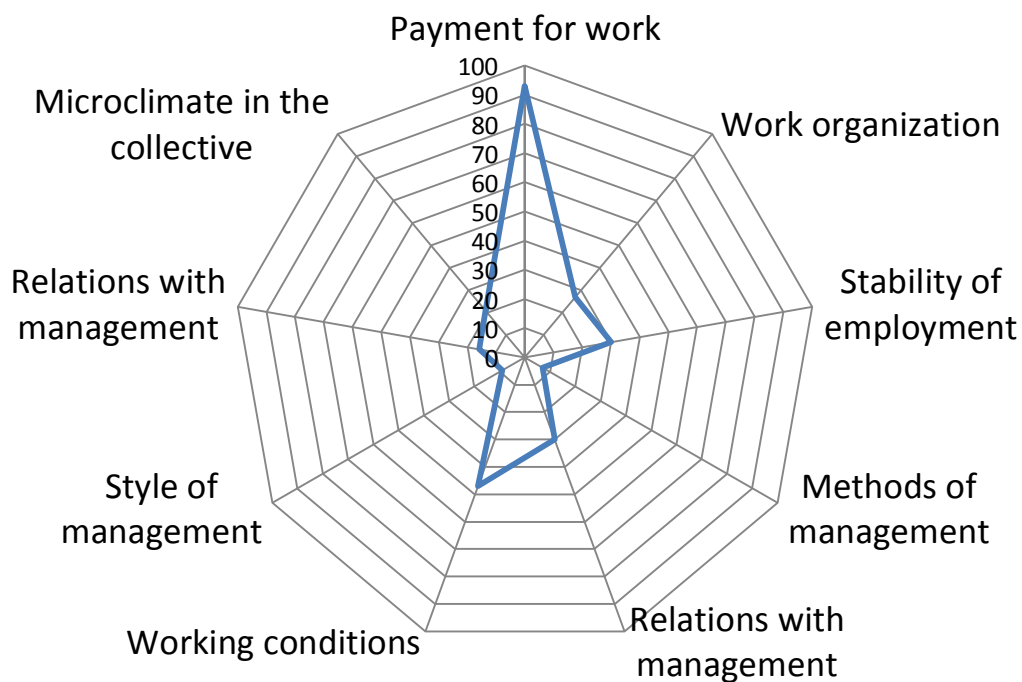 Payment for work
100
90
80
70
60
50
40
30
20
10
0
Work organization
Stability of
employment
Methods of
management
Relations with
management
Working conditions
Style of
management
Relations with
management
Microclimate in the
collective